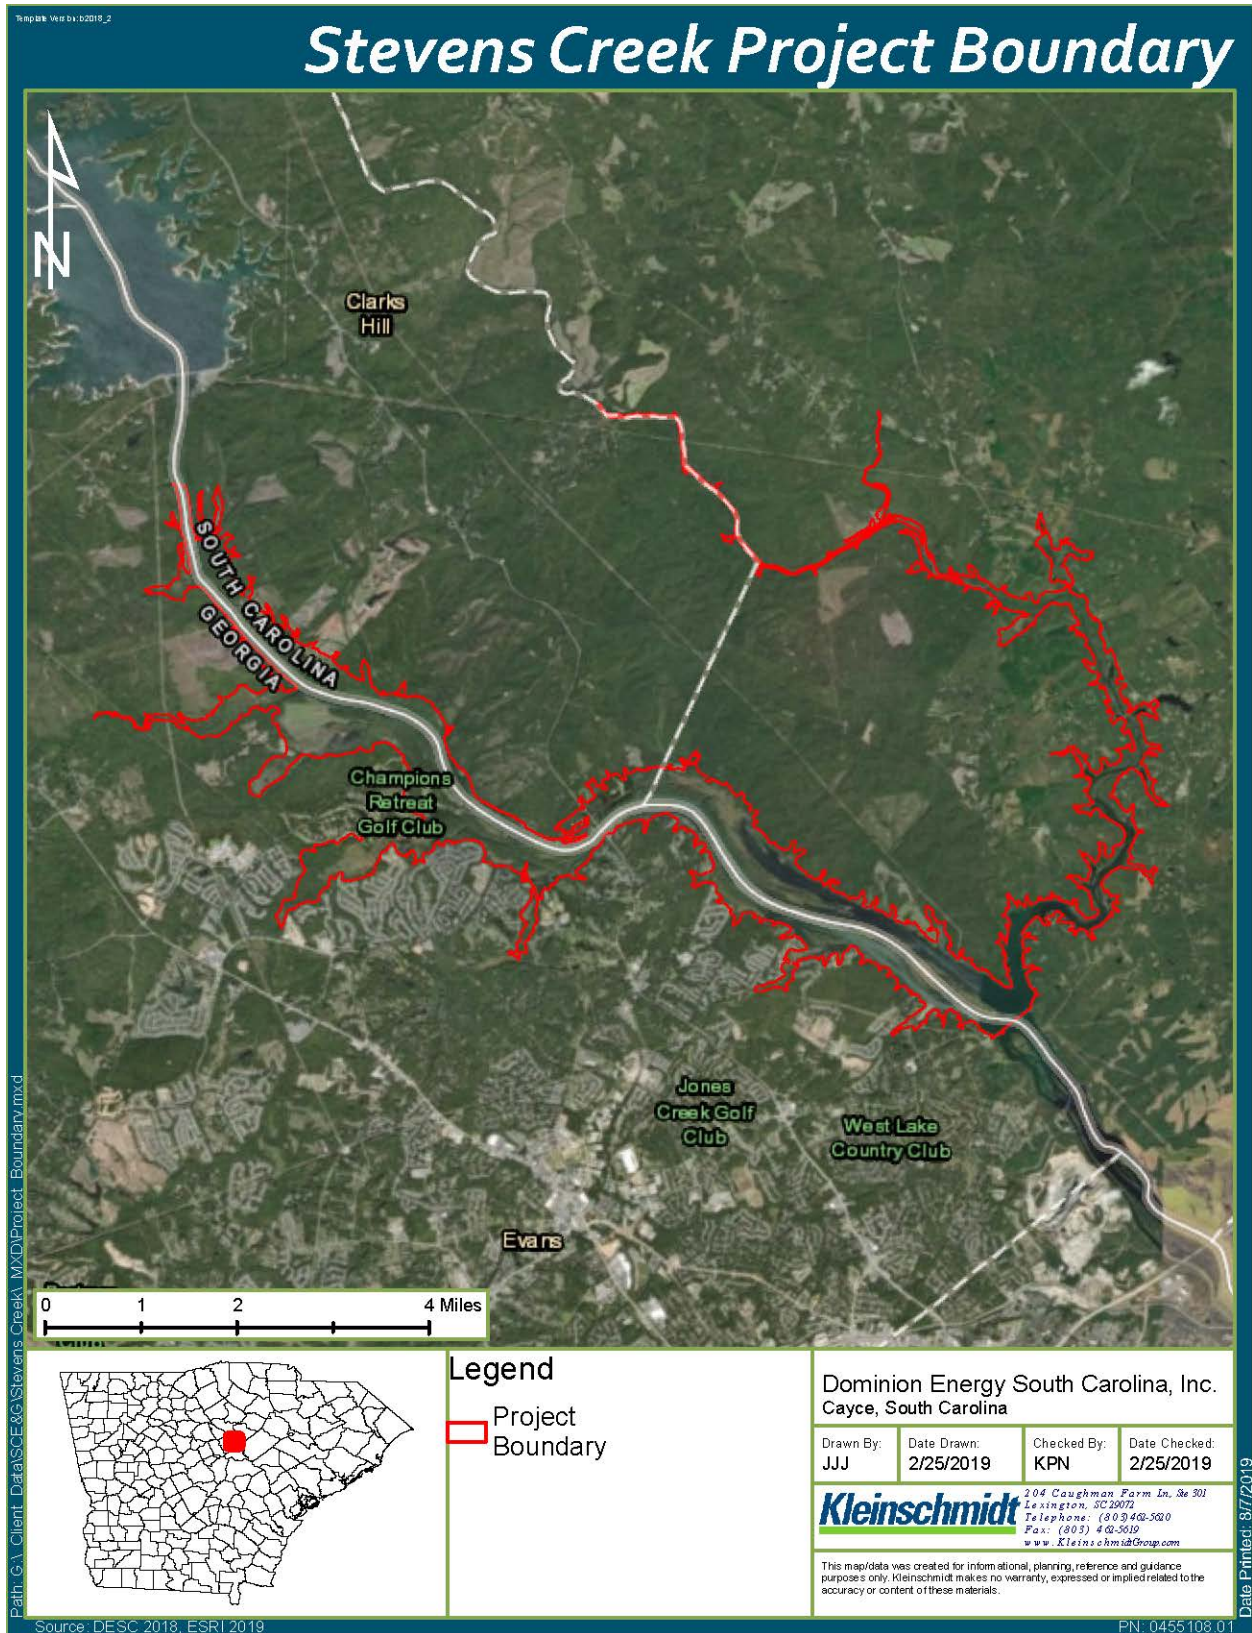 Template Version: b2018_2
Stevens Creek Project Boundary
N
Clarks
Hill
SOUTH CAROLINA
GEORGIA
Champions
Retreat
Golf Club
Jones
Creek Golf
Club
West Lake
Country Club
Evans
0 1 2 4 Miles
Legend
Project
Boundary
Dominion Energy South Carolina, Inc.
Cayce, South Carolina
Drawn By: Date Drawn: Checked By: Date Checked:
JJJ 2/25/2019 KPN 2/25/2019
Kleinschmidt
204 Caughman Farm Ln, Ste 301
Lexington, SC 29072
Telephone: (803) 462-5620
Fax: (803) 462-5619
www.KleinschmidtGroup.com
This map/data was created for informational, planning, reference and guidance
purposes only. Kleinschmidt makes no warranty, expressed or implied related to the
accuracy or content of these materials.
Path: G:\_Client_Data\SCE&G\Stevens Creek\_MXD\Project_Boundary.mxd
Date Printed: 8/7/2019
Source: DESC 2018, ESRI 2019
PN: 0455108.01